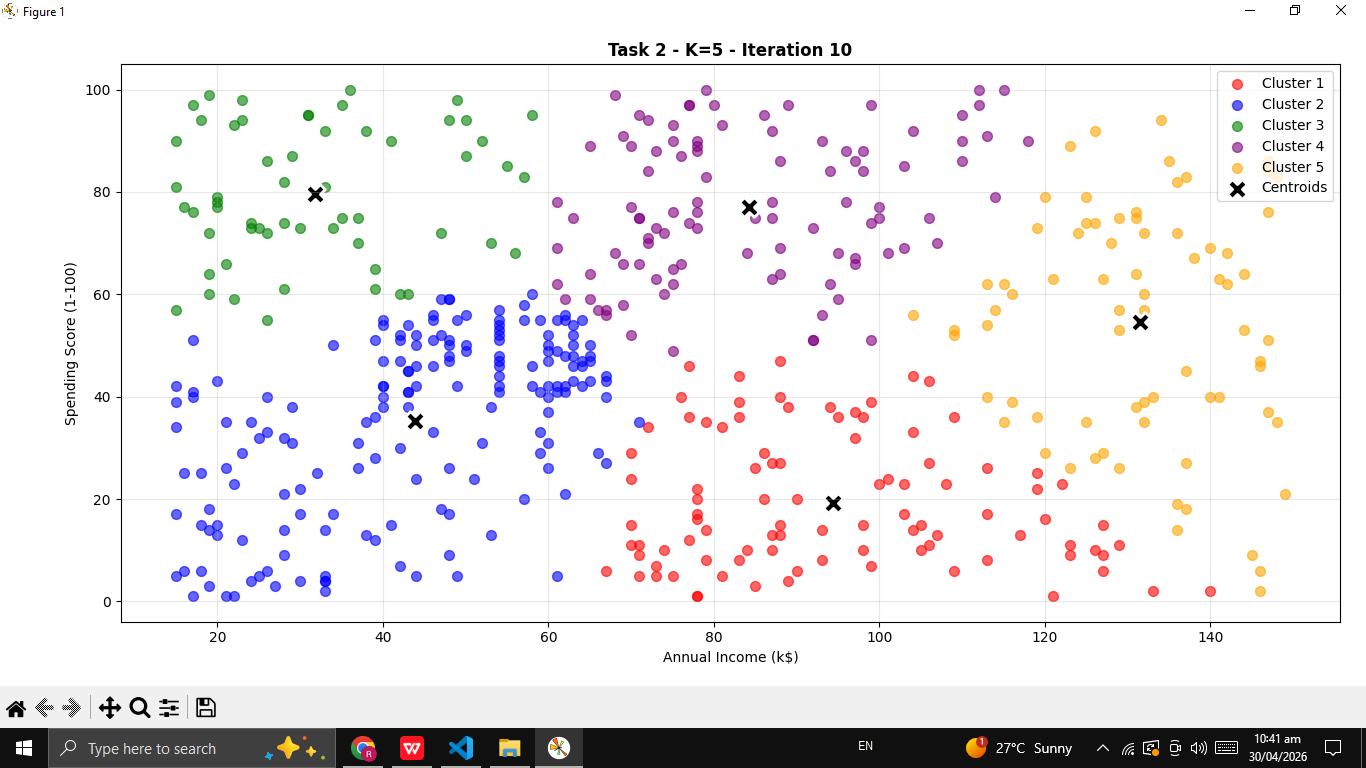 Figure 1
Task 2 - K=5 - Iteration 10
Cluster 1
Cluster 2
Cluster 3
Cluster 4
Cluster 5
Centroids
100
80
60
40
20
0
Spending Score (1-100)
20 40 60 80 100 120 140
Annual Income (k$)
Type here to search
R
W
EN
1
27°C Sunny
10:41 am
30/04/2026